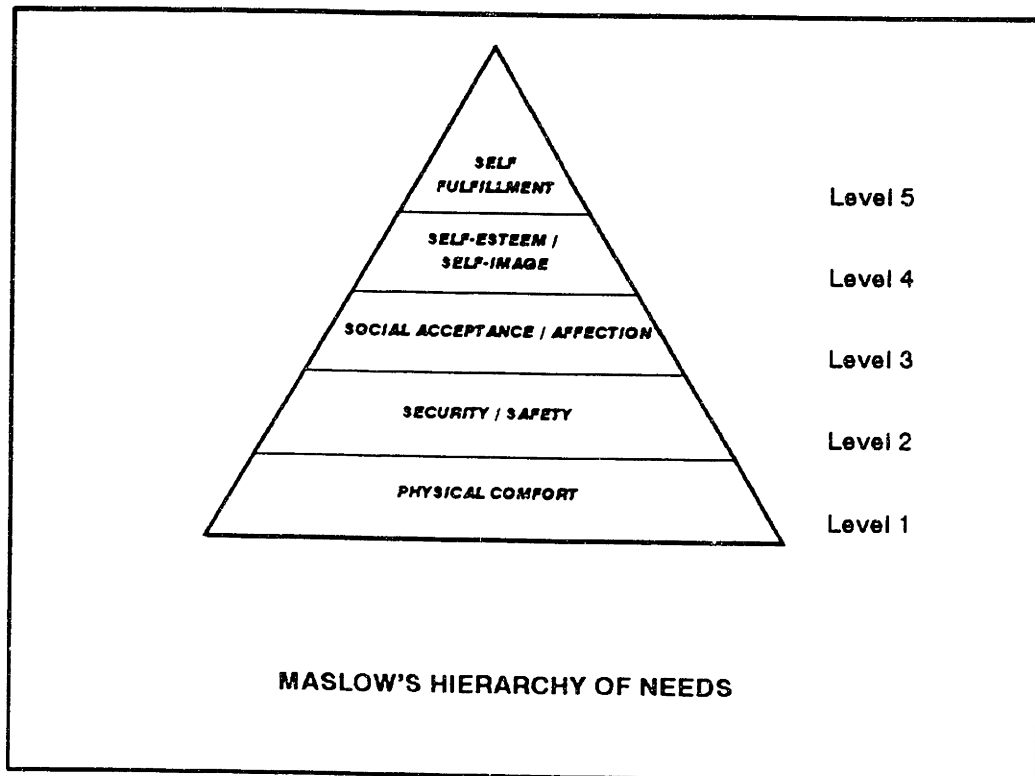 SELF
FULFILLMENT
Level 5
SELF-ESTEEM /
SELF-IMAGE
Level 4
SOCIAL ACCEPTANCE / AFFECTION
Level 3
SECURITY / SAFETY
Level 2
PHYSICAL COMFORT
Level 1
MASLOW'S HIERARCHY OF NEEDS